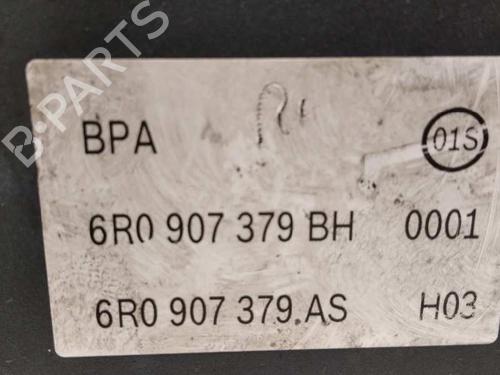 BPA 01S
6R0 907 379 BH 0001
6R0 907 379.AS H03
B-PARTS